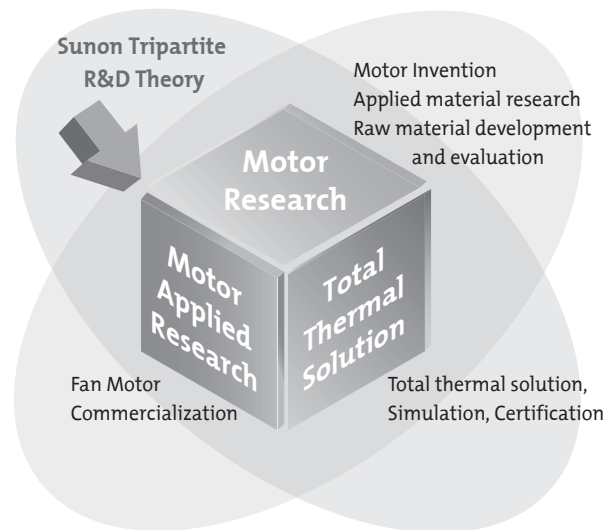 Sunon Tripartite
R&D Theory
Motor Invention
Applied material research
Raw material development
and evaluation
Motor
Research
Motor
Applied
Research
Total
Thermal
Solution
Fan Motor
Commercialization
Total thermal solution,
Simulation, Certification